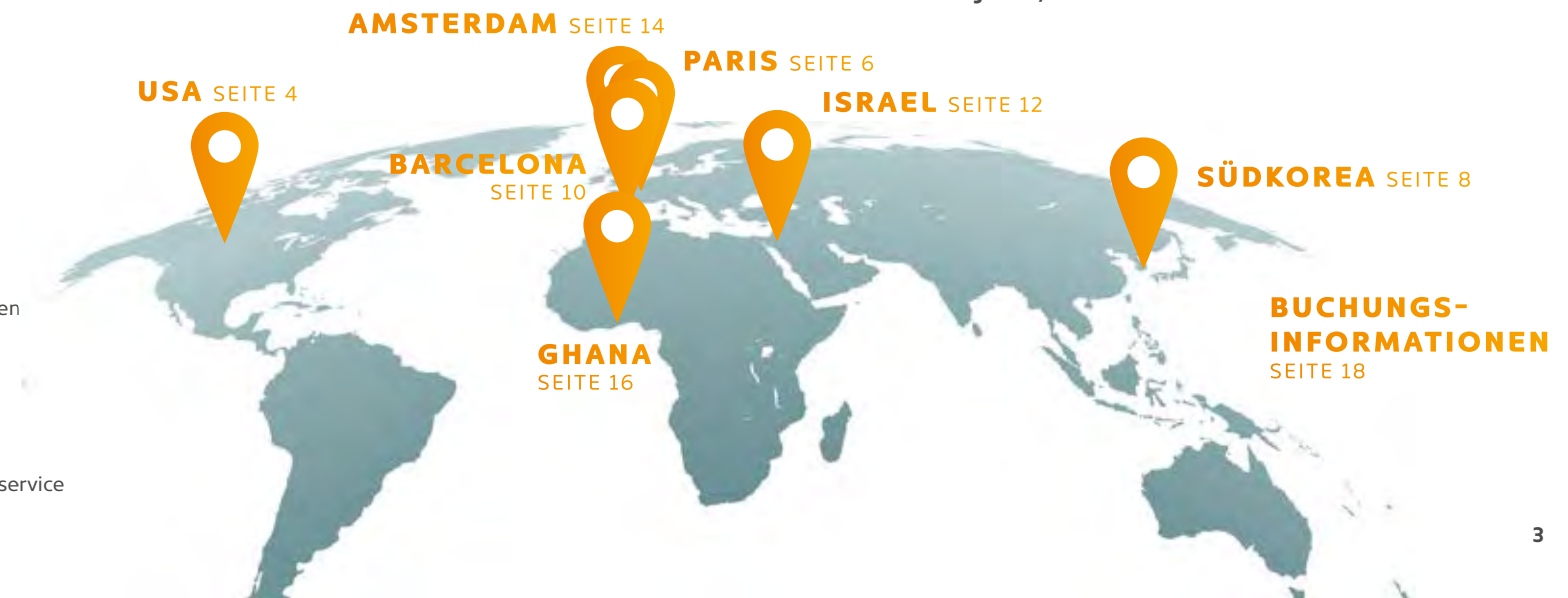 AMSTERDAM SEITE 14
PARIS SEITE 6
USA SEITE 4
ISRAEL SEITE 12
BARCELONA
SEITE 10
SÜDKOREA SEITE 8
en
BUCHUNGS-
INFORMATIONEN
SEITE 18
GHANA
SEITE 16
service
3